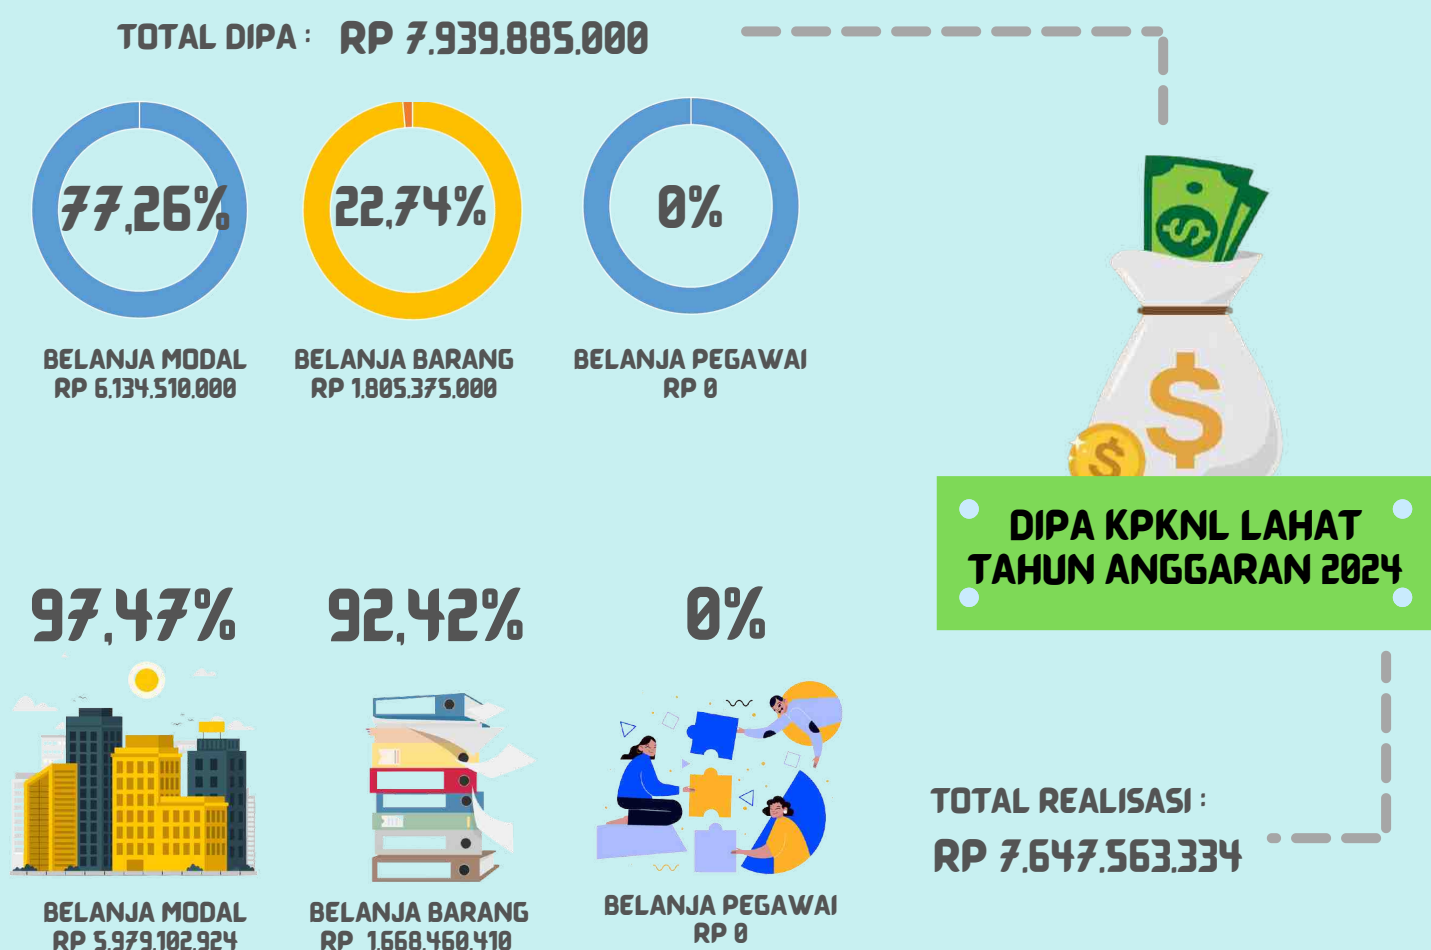 TOTAL DIPA : RP 7.939.885.000
77,26%
22,74%
0%
BELANJA MODAL
RP 6.134.510.000
BELANJA BARANG
RP 1.805.375.000
BELANJA PEGAWAI
RP 0
$
$
$
DIPA KPKNL LAHAT
TAHUN ANGGARAN 2024
97,47%
92,42%
0%
BELANJA MODAL
RP 5.979.102.924
BELANJA BARANG
RP 1.668.460.410
BELANJA PEGAWAI
RP 0
TOTAL REALISASI :
RP 7.647.563.334